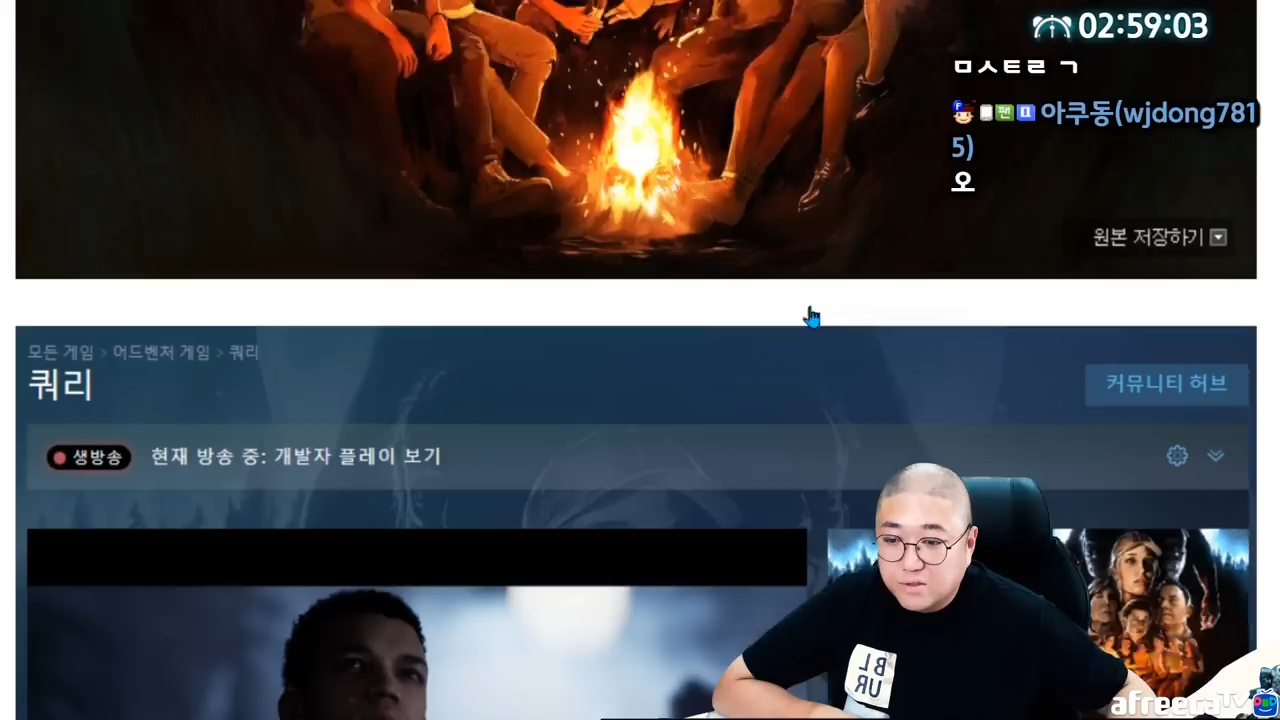 02:59:03
ㅁㅅㅌㄹ ㄱ
F 팬 아쿠동(wjdong781
5)
오
원본 저장하기
모든 게임 > 어드벤처 게임 > 쿼리
쿼리
커뮤니티 허브
생방송 현재 방송 중: 개발자 플레이 보기
BL
UR
afreecaTV